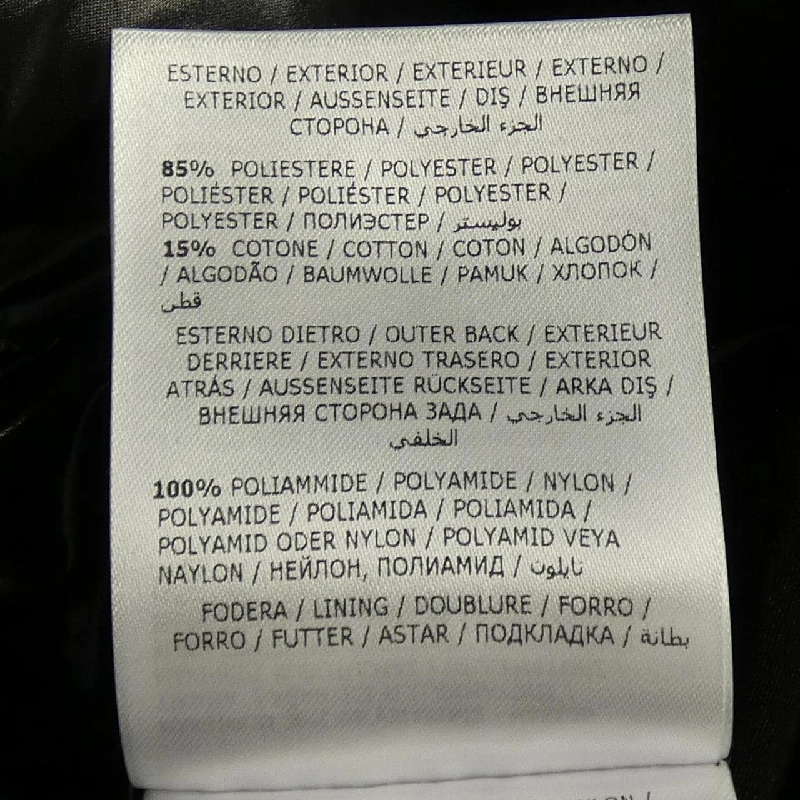 ESTERNO / EXTERIOR / EXTERIEUR / EXTERNO /
EXTERIOR / AUSSENSEITE / DIŞ / ВНЕШНЯЯ
СТОРОНА / الجزء الخارجي
85% POLIESTERE / POLYESTER / POLYESTER /
POLIÉSTER / POLIÉSTER / POLYESTER /
POLYESTER / ПОЛИЭСТЕР / بوليستر
15% COTONE / COTTON / COTON / ALGODÓN
/ ALGODÃO / BAUMWOLLE / PAMUK / ХЛОПОК /
قطن
ESTERNO DIETRO / OUTER BACK / EXTERIEUR
DERRIERE / EXTERNO TRASERO / EXTERIOR
ATRÁS / AUSSENSEITE RÜCKSEITE / ARKA DIŞ /
ВНЕШНЯЯ СТОРОНА ЗАДА / الجزء الخارجي
الخلفي
100% POLIAMMIDE / POLYAMIDE / NYLON /
POLYAMIDE / POLIAMIDA / POLIAMIDA /
POLYAMID ODER NYLON / POLYAMID VEYA
NAYLON / НЕЙЛОН, ПОЛИАМИД / نايلون
FODERA / LINING / DOUBLURE / FORRO /
FORRO / FUTTER / ASTAR / ПОДКЛАДКА / بطانة